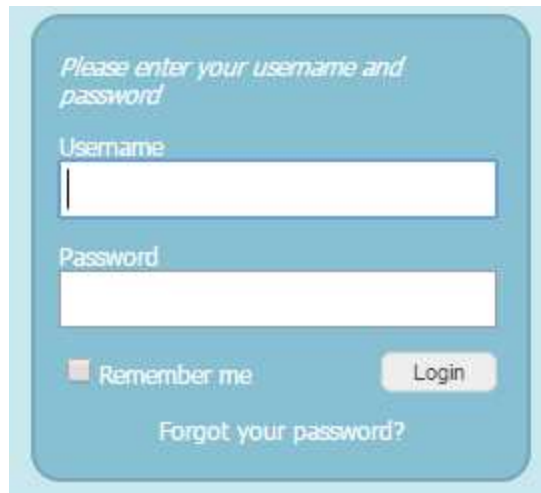 Please enter your username and
password
Username
Password
Remember me
Login
Forgot your password?